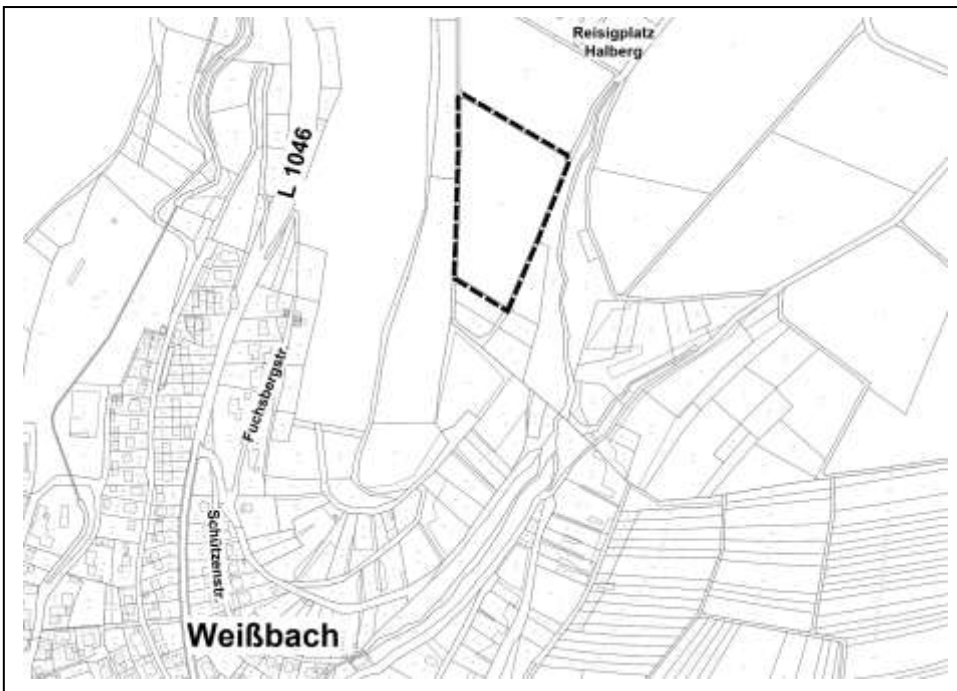 Reisigplatz
Halberg
L 1046
Fuchsbergstr.
Schützenstr.
Weißbach